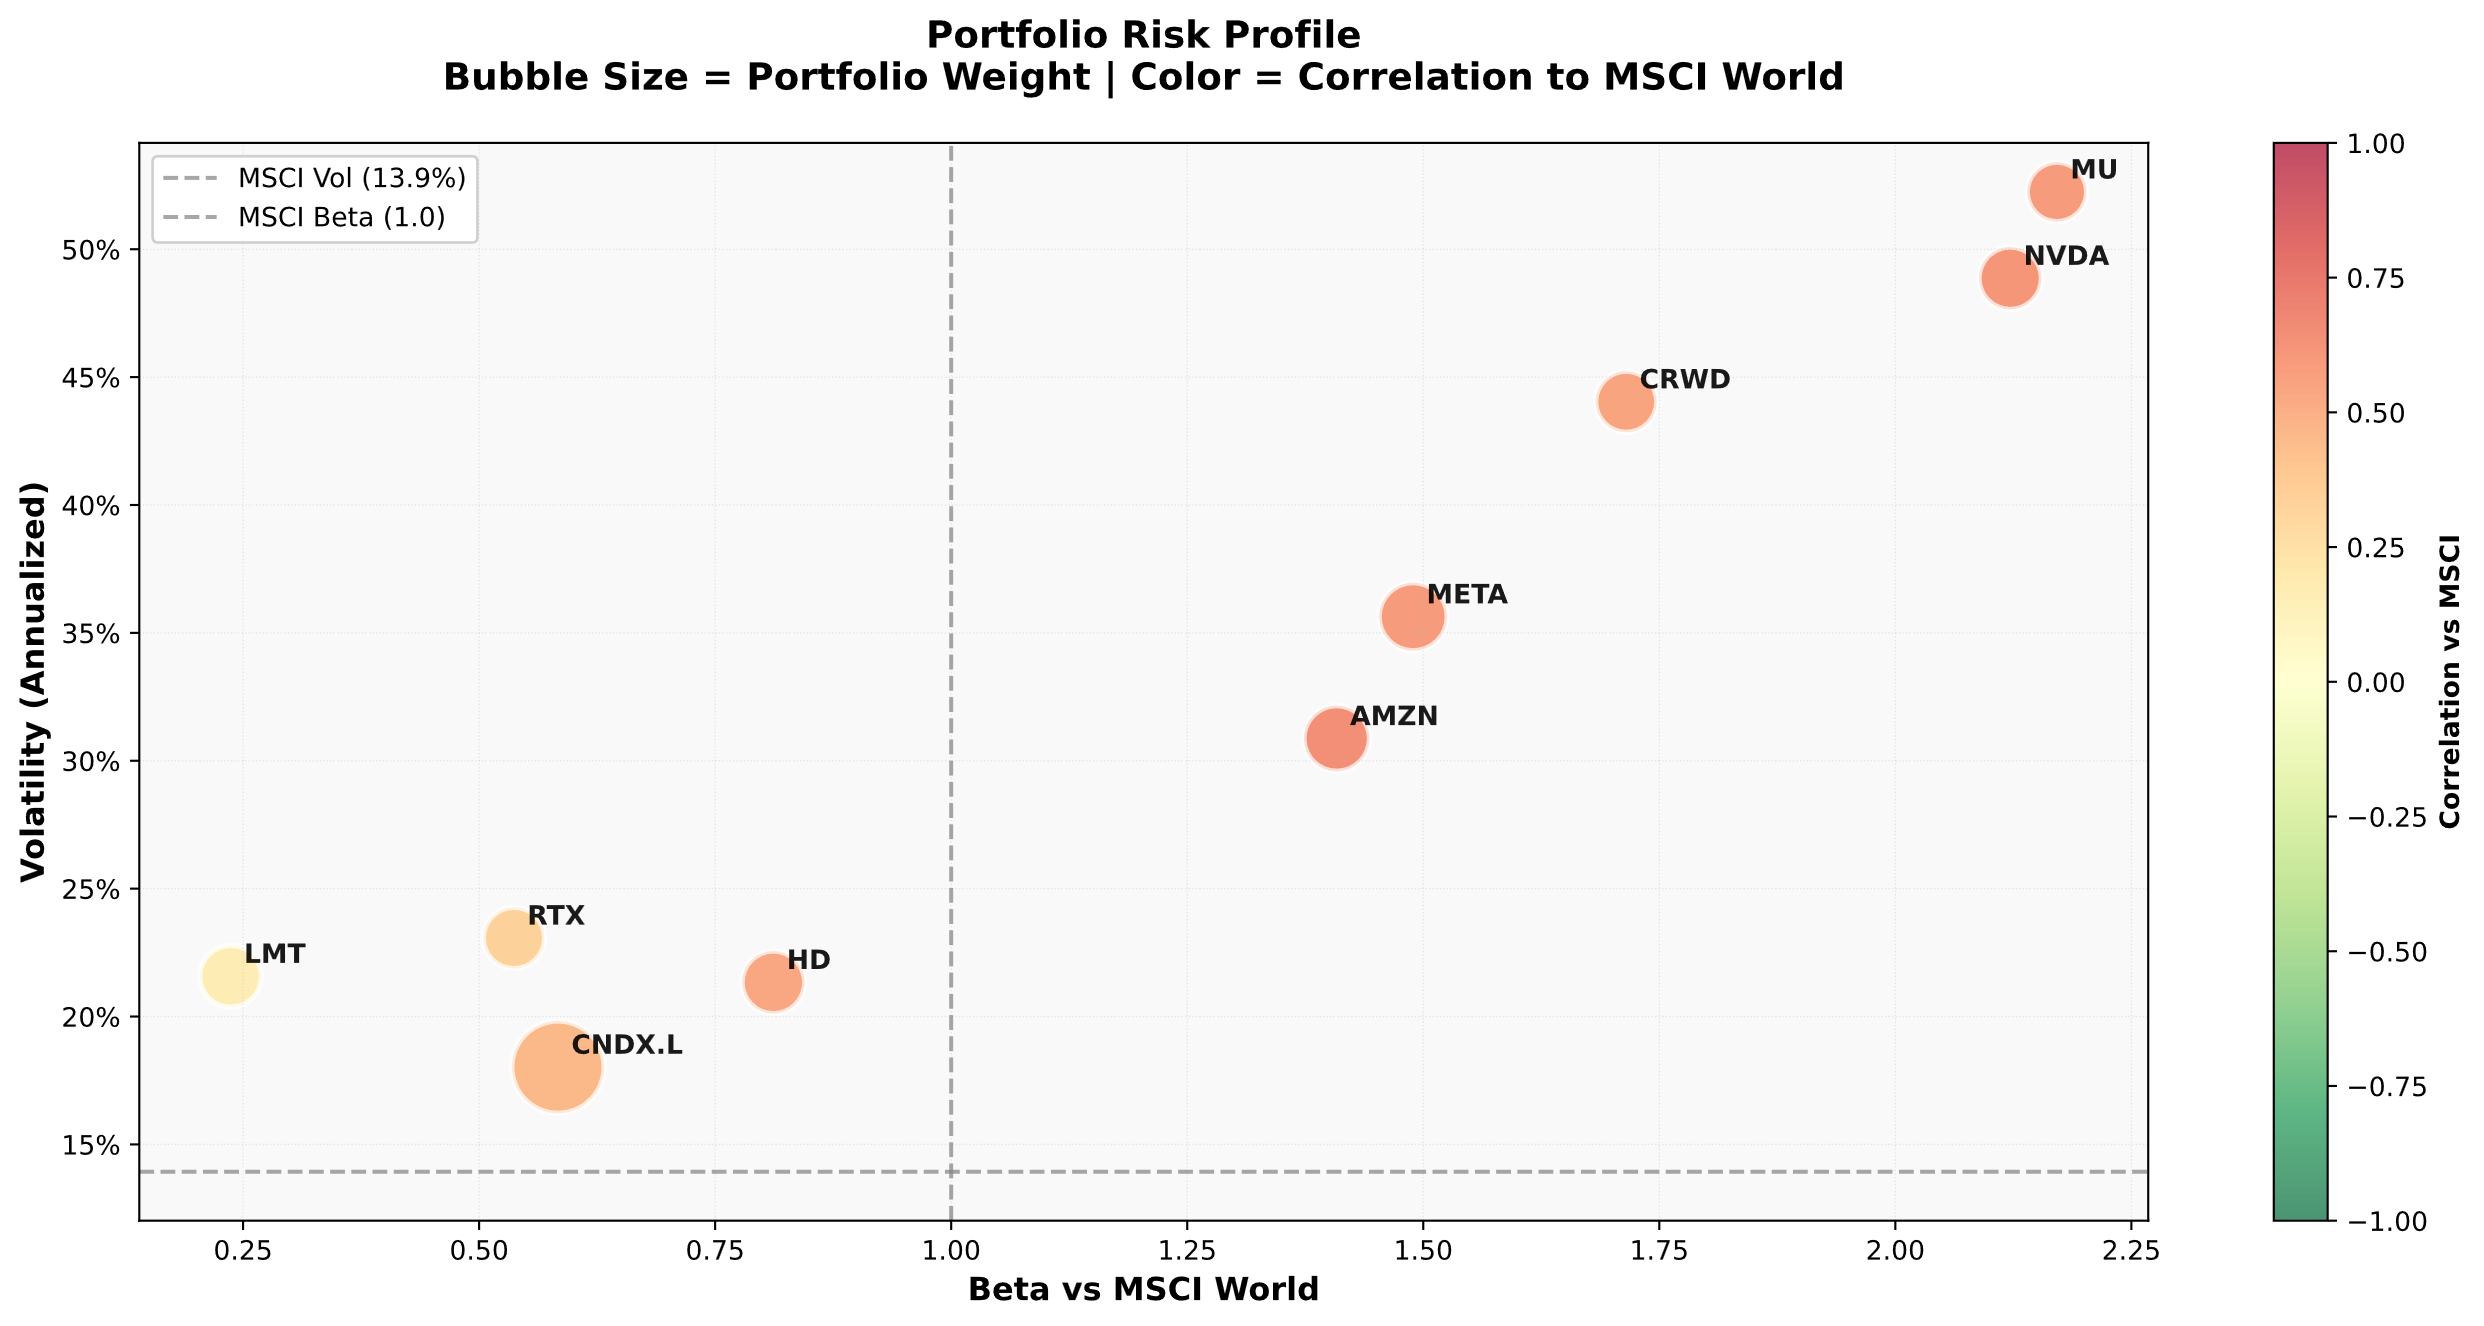 Portfolio Risk Profile
Bubble Size = Portfolio Weight | Color = Correlation to MSCI World
MSCI Vol (13.9%)
MSCI Beta (1.0)
Volatility (Annualized)
50%
45%
40%
35%
30%
25%
20%
15%
MU
NVDA
CRWD
META
AMZN
RTX
LMT
HD
CNDX.L
0.25
0.50
0.75
1.00
1.25
1.50
1.75
2.00
2.25
Beta vs MSCI World
1.00
0.75
0.50
0.25
0.00
−0.25
−0.50
−0.75
−1.00
Correlation vs MSCI